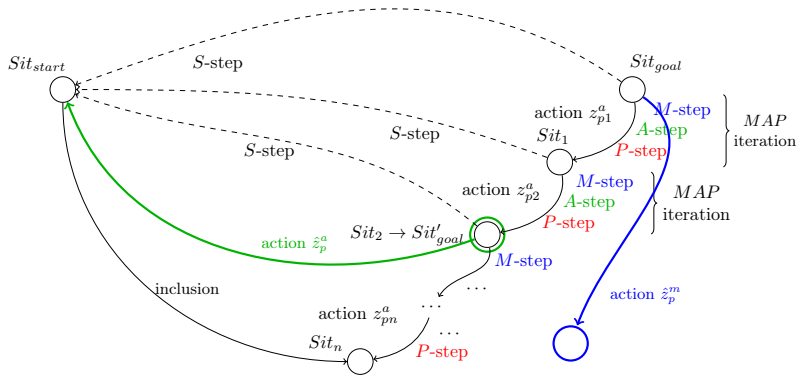 Sit_start
S-step
Sit_goal
action z^a_p1
M-step
A-step
P-step
MAP
iteration
Sit_1
S-step
S-step
action z^a_p2
M-step
A-step
P-step
MAP
iteration
Sit_2 → Sit'_goal
action ẑ^a_p
M-step
inclusion
...
action ẑ^m_p
...
action z^a_pn
...
Sit_n
P-step